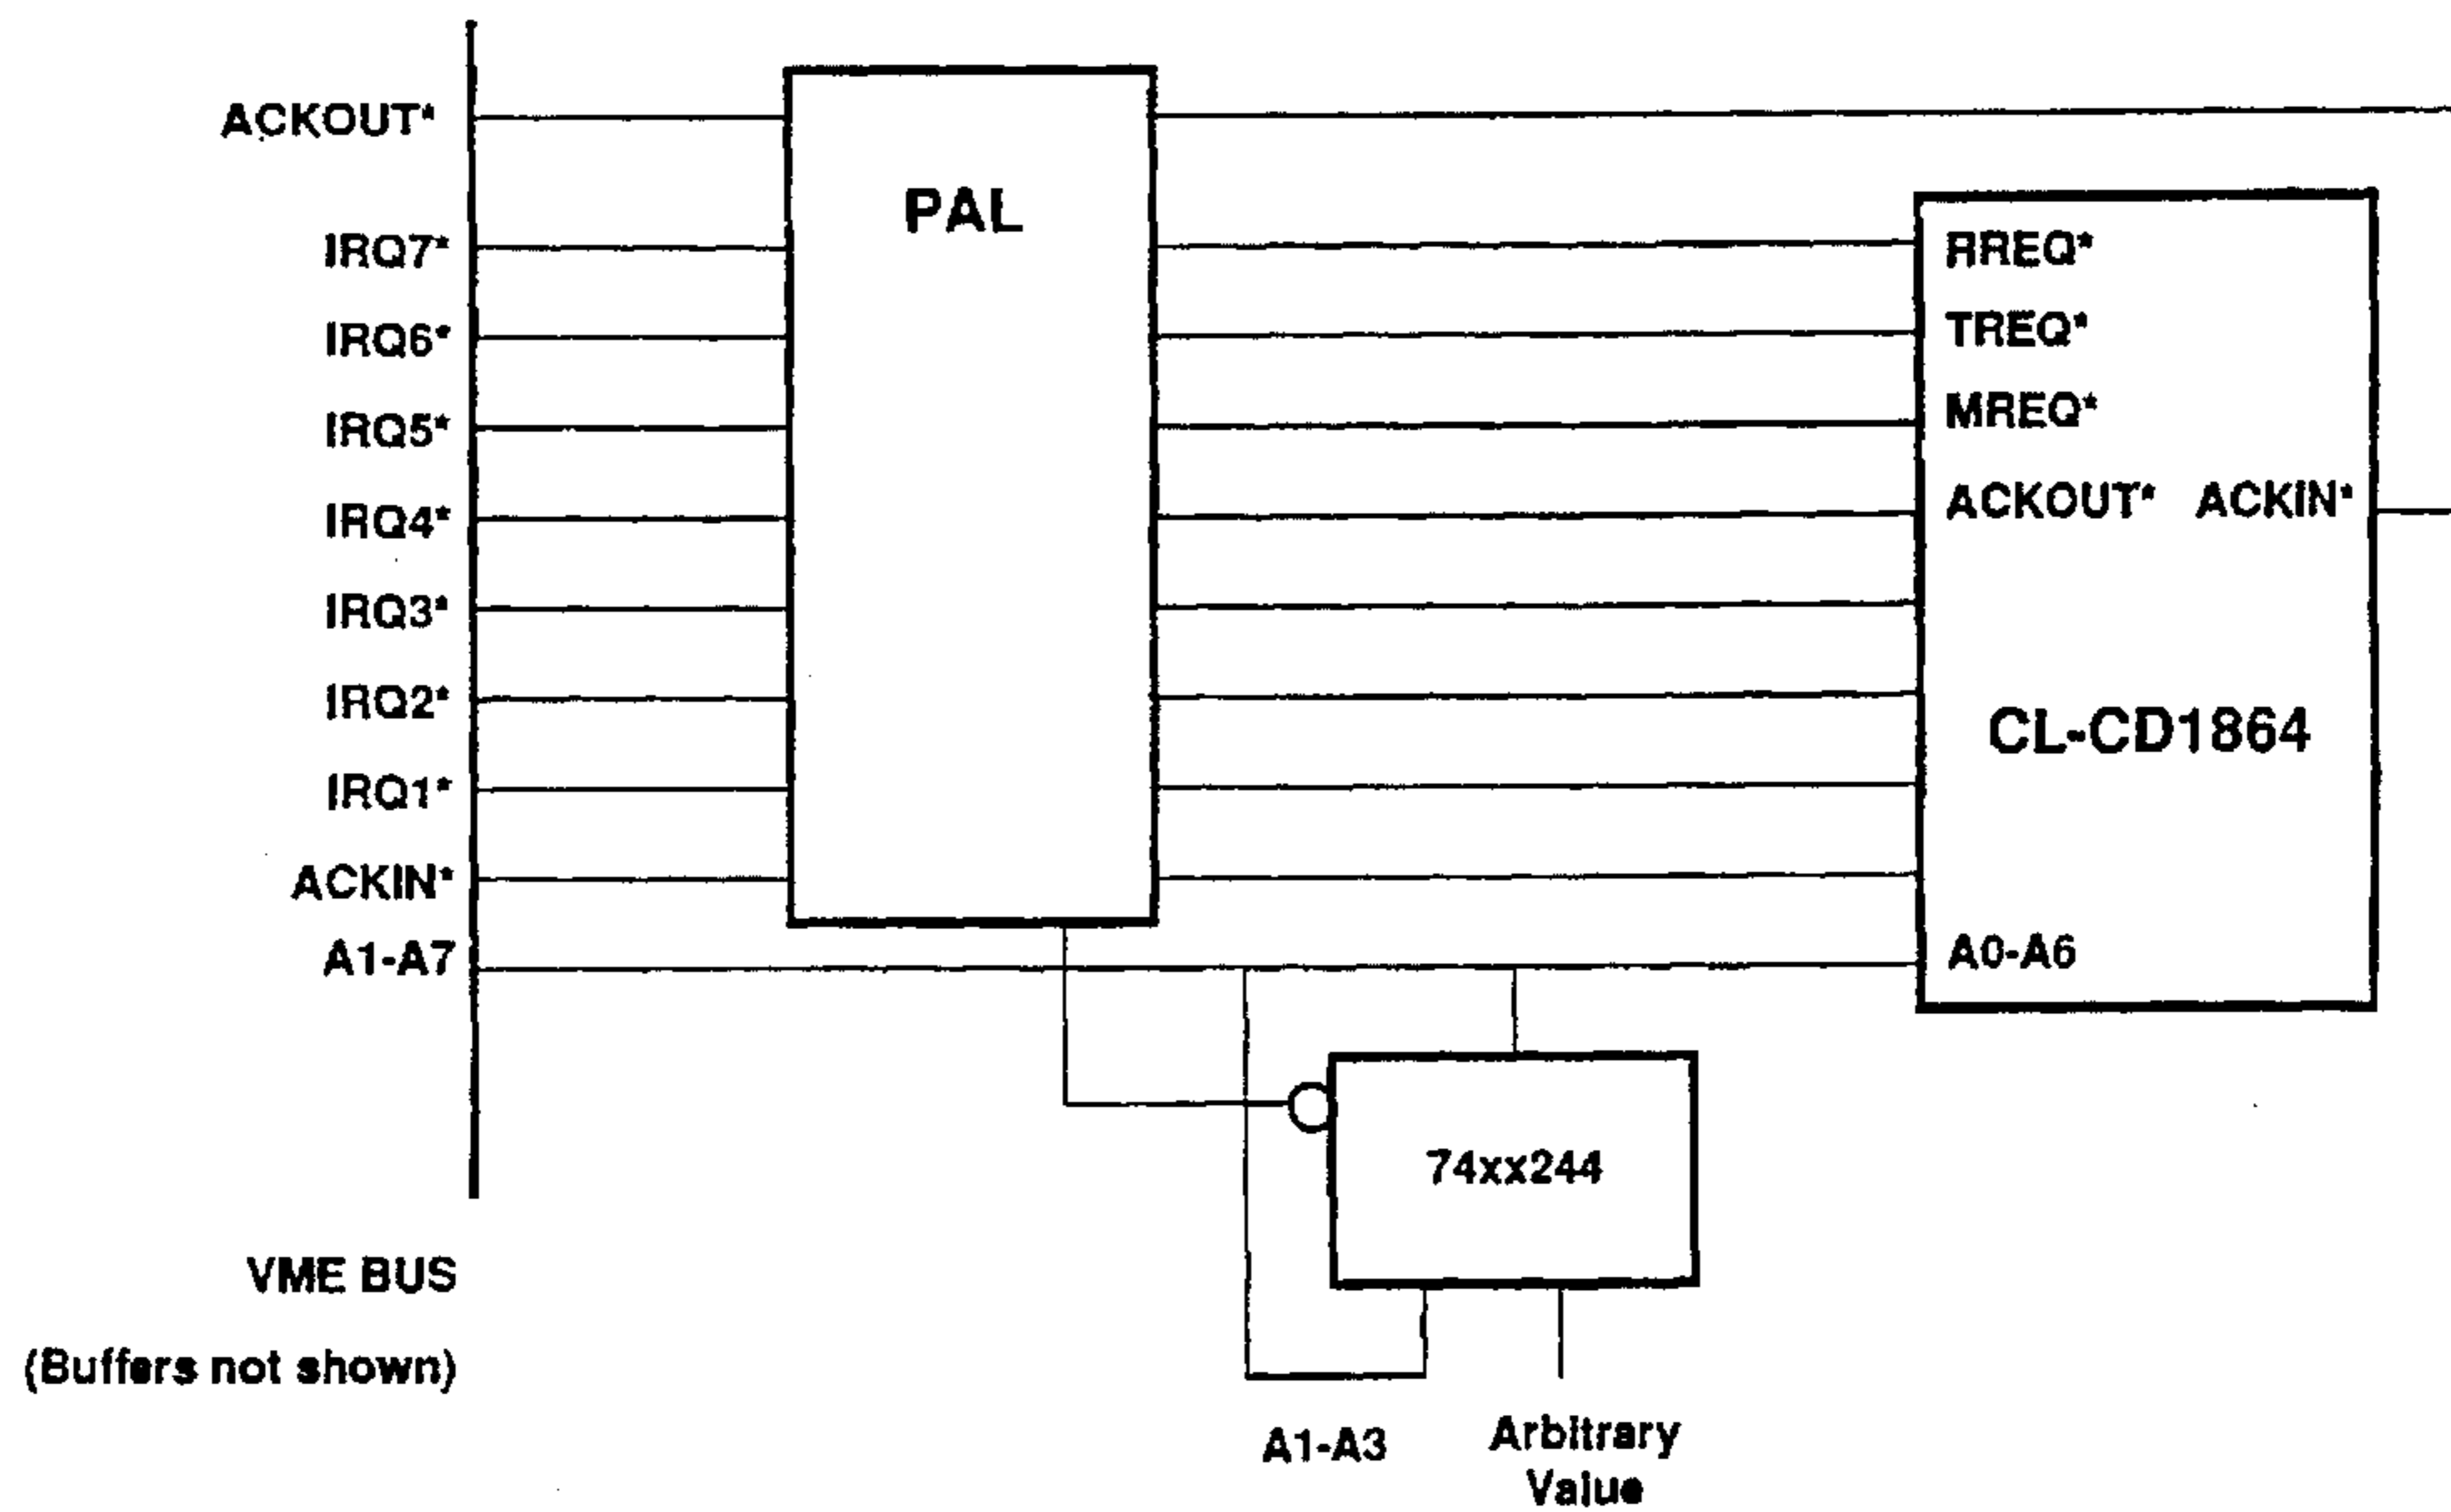 ACKOUT*
PAL
IRQ7*
RREQ*
IRQ6*
TREQ*
IRQ5*
MREQ*
IRQ4*
ACKOUT* ACKIN*
IRQ3*
IRQ2*
CL-CD1864
IRQ1*
ACKIN*
A1-A7
A0-A6
74xx244
VME BUS
(Buffers not shown)
A1-A3
Arbitrary
Value